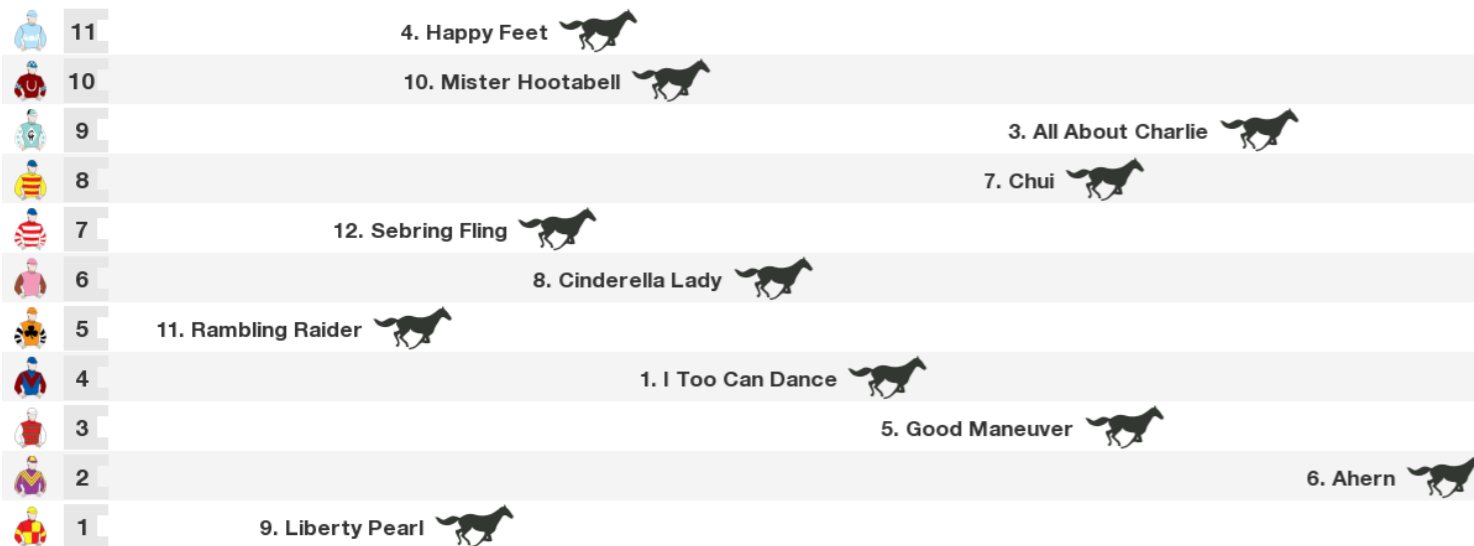 11 4. Happy Feet
10 10. Mister Hootabell
9 3. All About Charlie
8 7. Chui
7 12. Sebring Fling
6 8. Cinderella Lady
5 11. Rambling Raider
4 1. I Too Can Dance
3 5. Good Maneuver
2 6. Ahern
1 9. Liberty Pearl